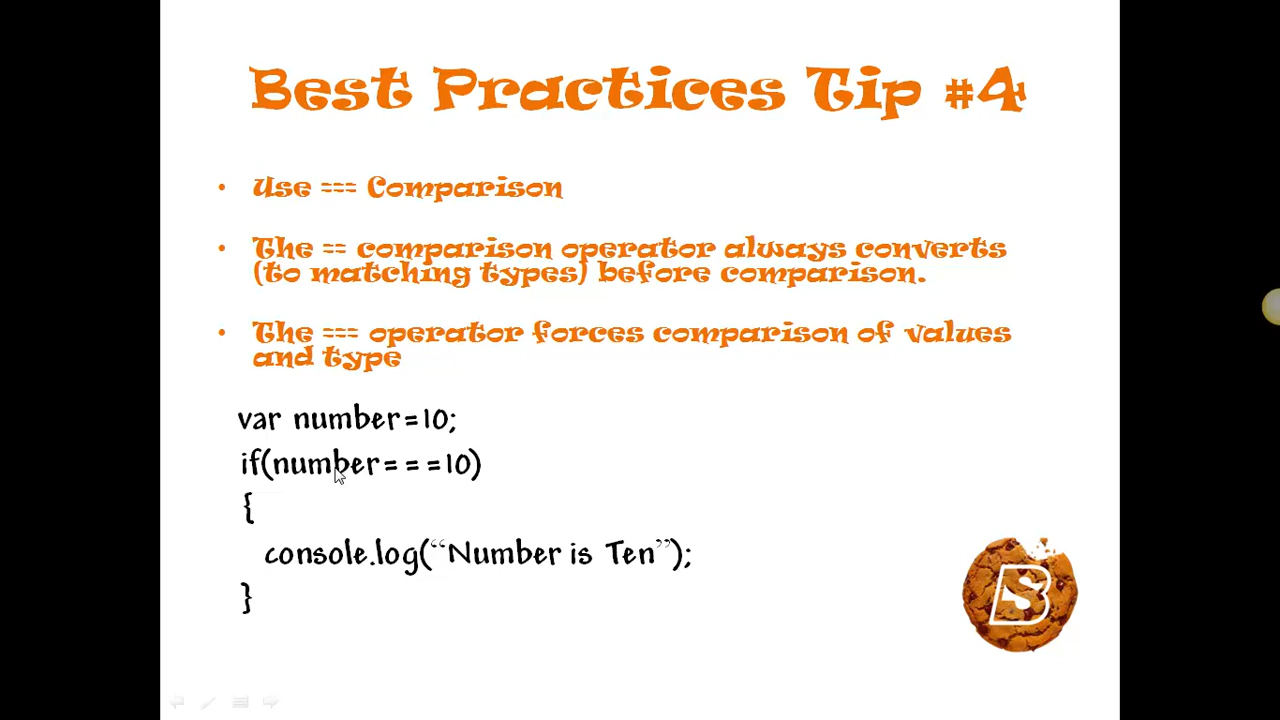 Best Practices Tip #4
• Use === Comparison
• The == comparison operator always converts
(to matching types) before comparison.
• The === operator forces comparison of values
and type
var number=10;
if(number===10)
{
console.log(“Number is Ten”);
}
BS